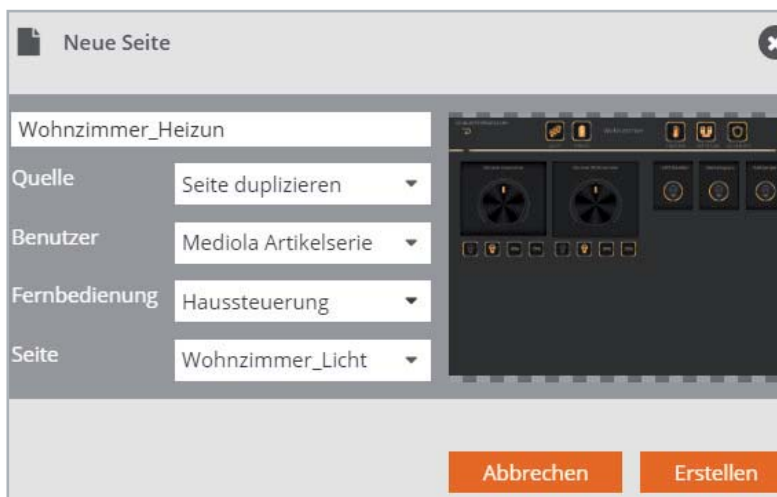 Neue Seite
Wohnzimmer_Heizun
Quelle
Seite duplizieren
Benutzer
Mediola Artikelserie
Fernbedienung
Haussteuerung
Seite
Wohnzimmer_Licht
Abbrechen
Erstellen